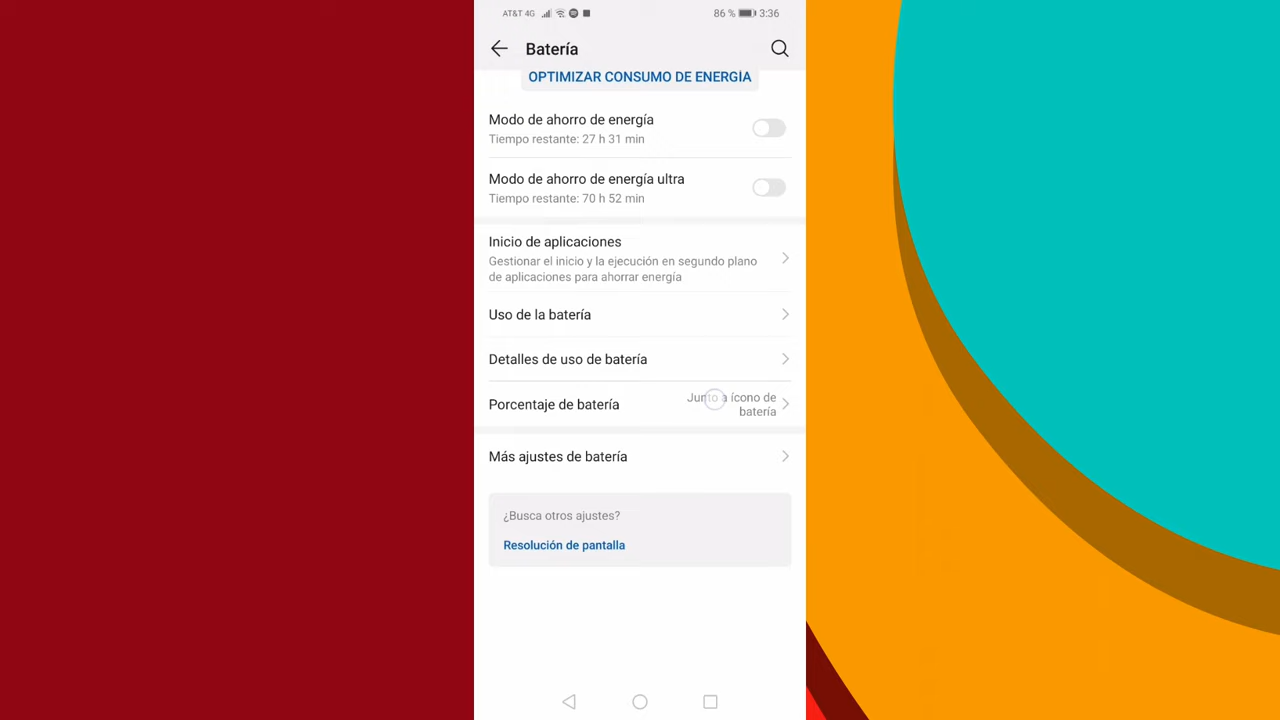 AT&T 4G 86 % 3:36
Batería
OPTIMIZAR CONSUMO DE ENERGÍA
Modo de ahorro de energía
Tiempo restante: 27 h 31 min
Modo de ahorro de energía ultra
Tiempo restante: 70 h 52 min
Inicio de aplicaciones
Gestionar el inicio y la ejecución en segundo plano
de aplicaciones para ahorrar energía
Uso de la batería
Detalles de uso de batería
Porcentaje de batería
Junto a ícono de
batería
Más ajustes de batería
¿Busca otros ajustes?
Resolución de pantalla